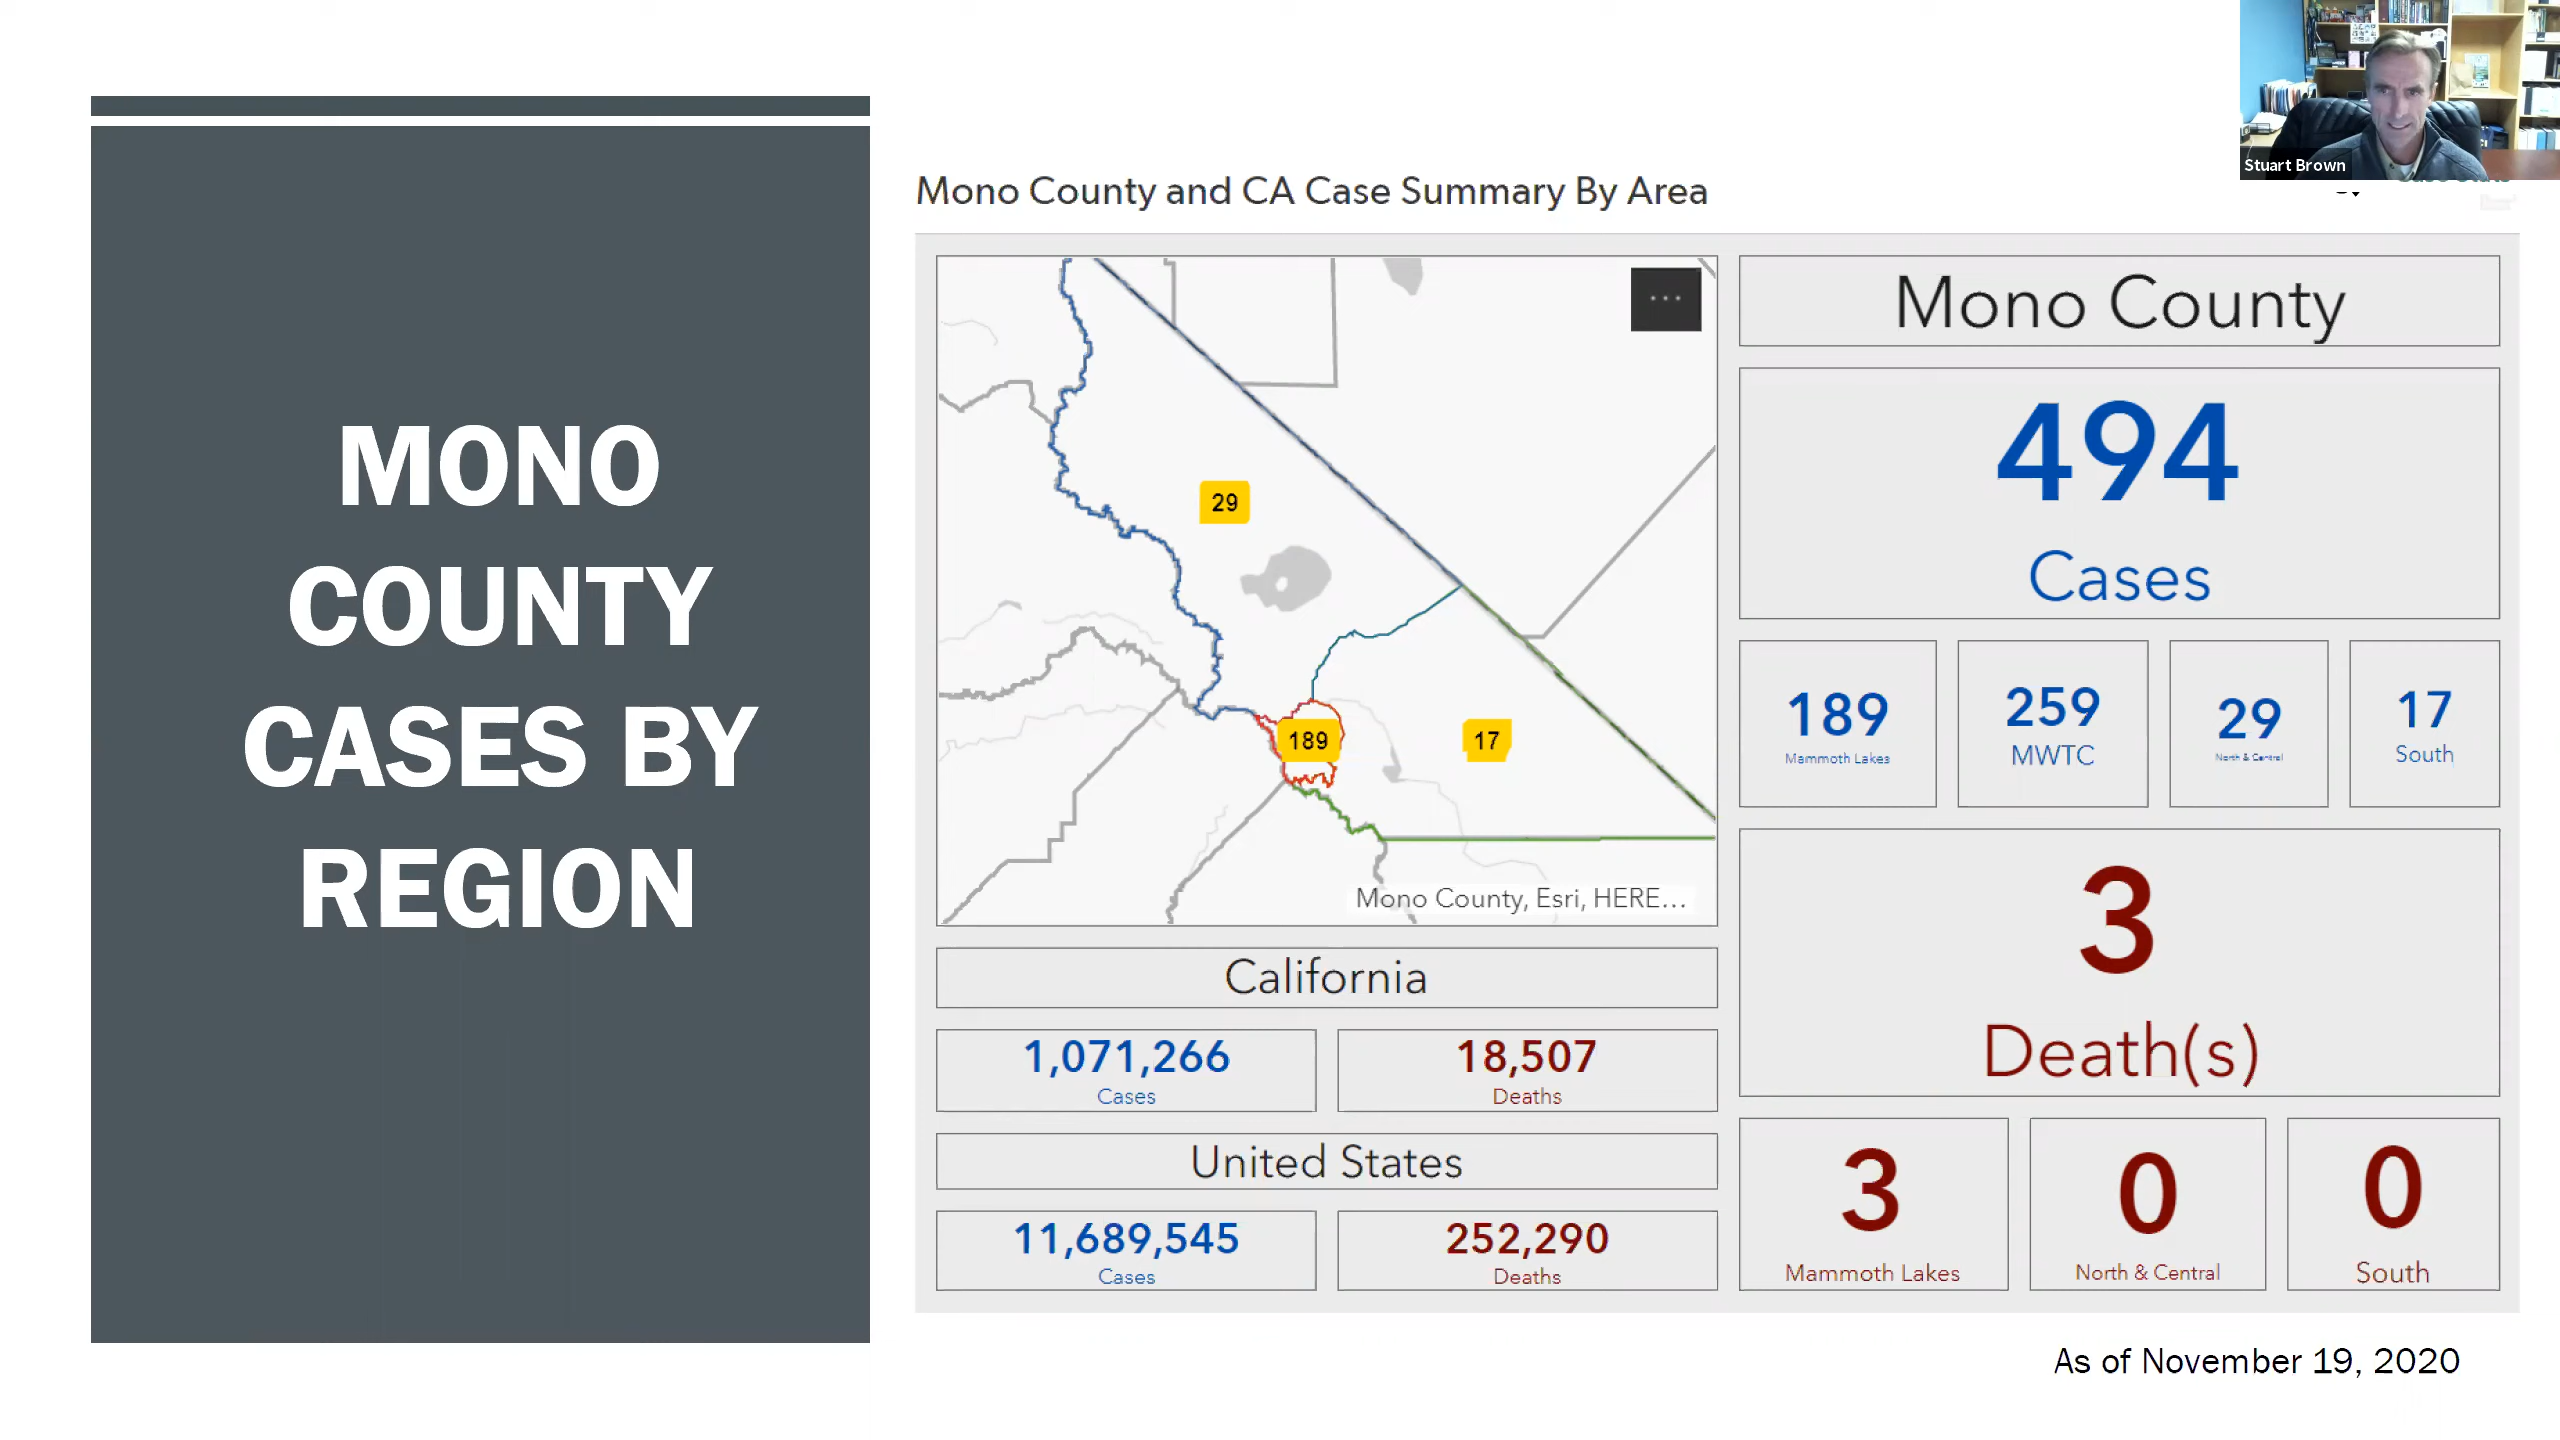 Stuart Brown
MONO
COUNTY
CASES BY
REGION
Mono County and CA Case Summary By Area
29
189
17
Mono County, Esri, HERE...
California
1,071,266
Cases
18,507
Deaths
United States
11,689,545
Cases
252,290
Deaths
Mono County
494
Cases
189
Mammoth Lakes
259
MWTC
29
North & Central
17
South
3
Death(s)
3
Mammoth Lakes
0
North & Central
0
South
As of November 19, 2020